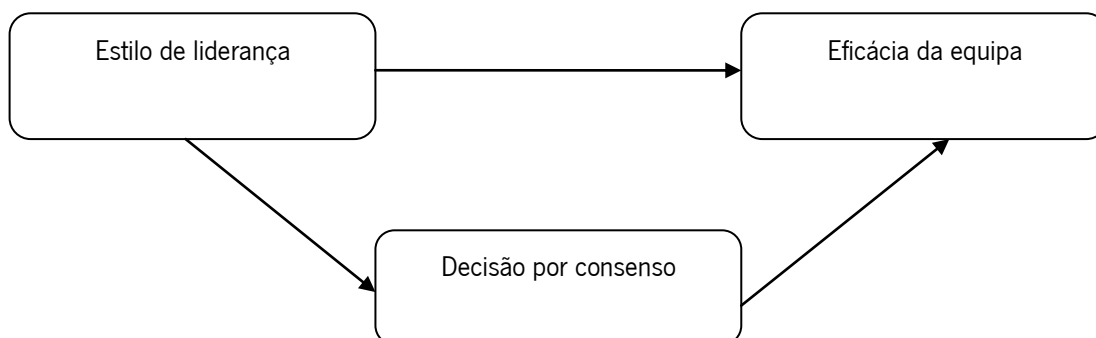 Estilo de liderança
Eficácia da equipa
Decisão por consenso